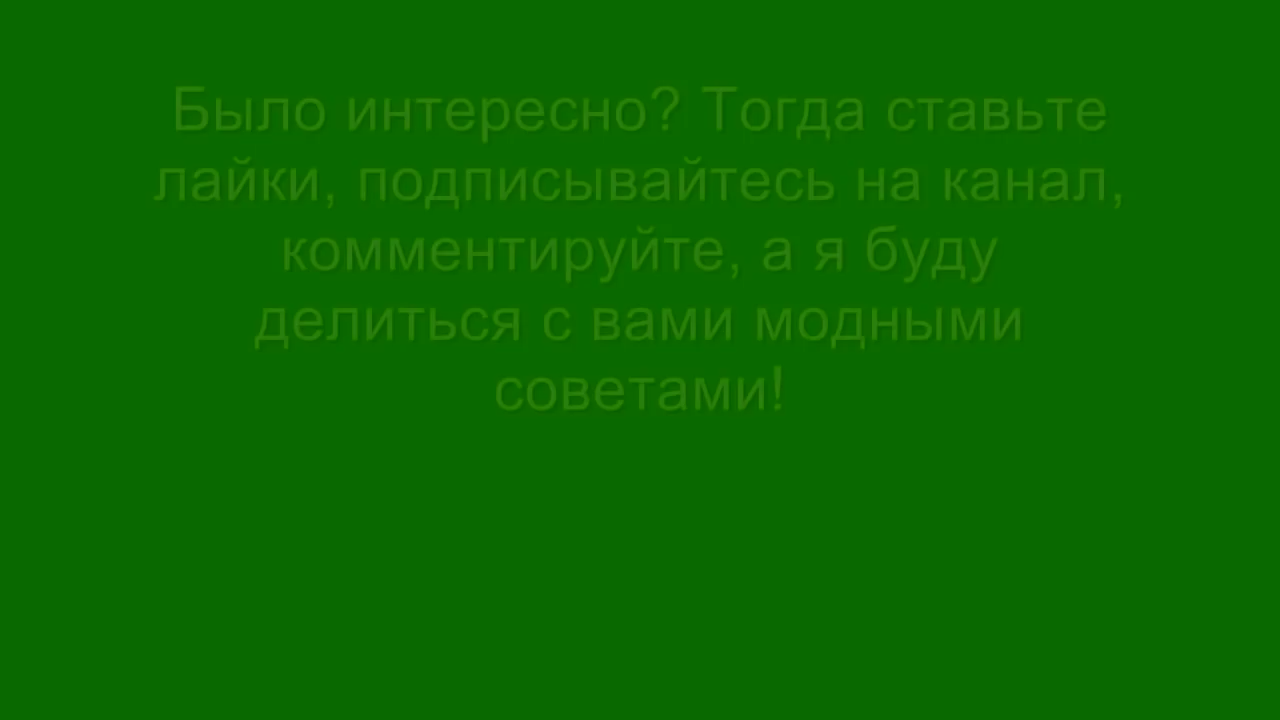 Было интересно? Тогда ставьте
лайки, подписывайтесь на канал,
комментируйте, а я буду
делиться с вами модными
советами!